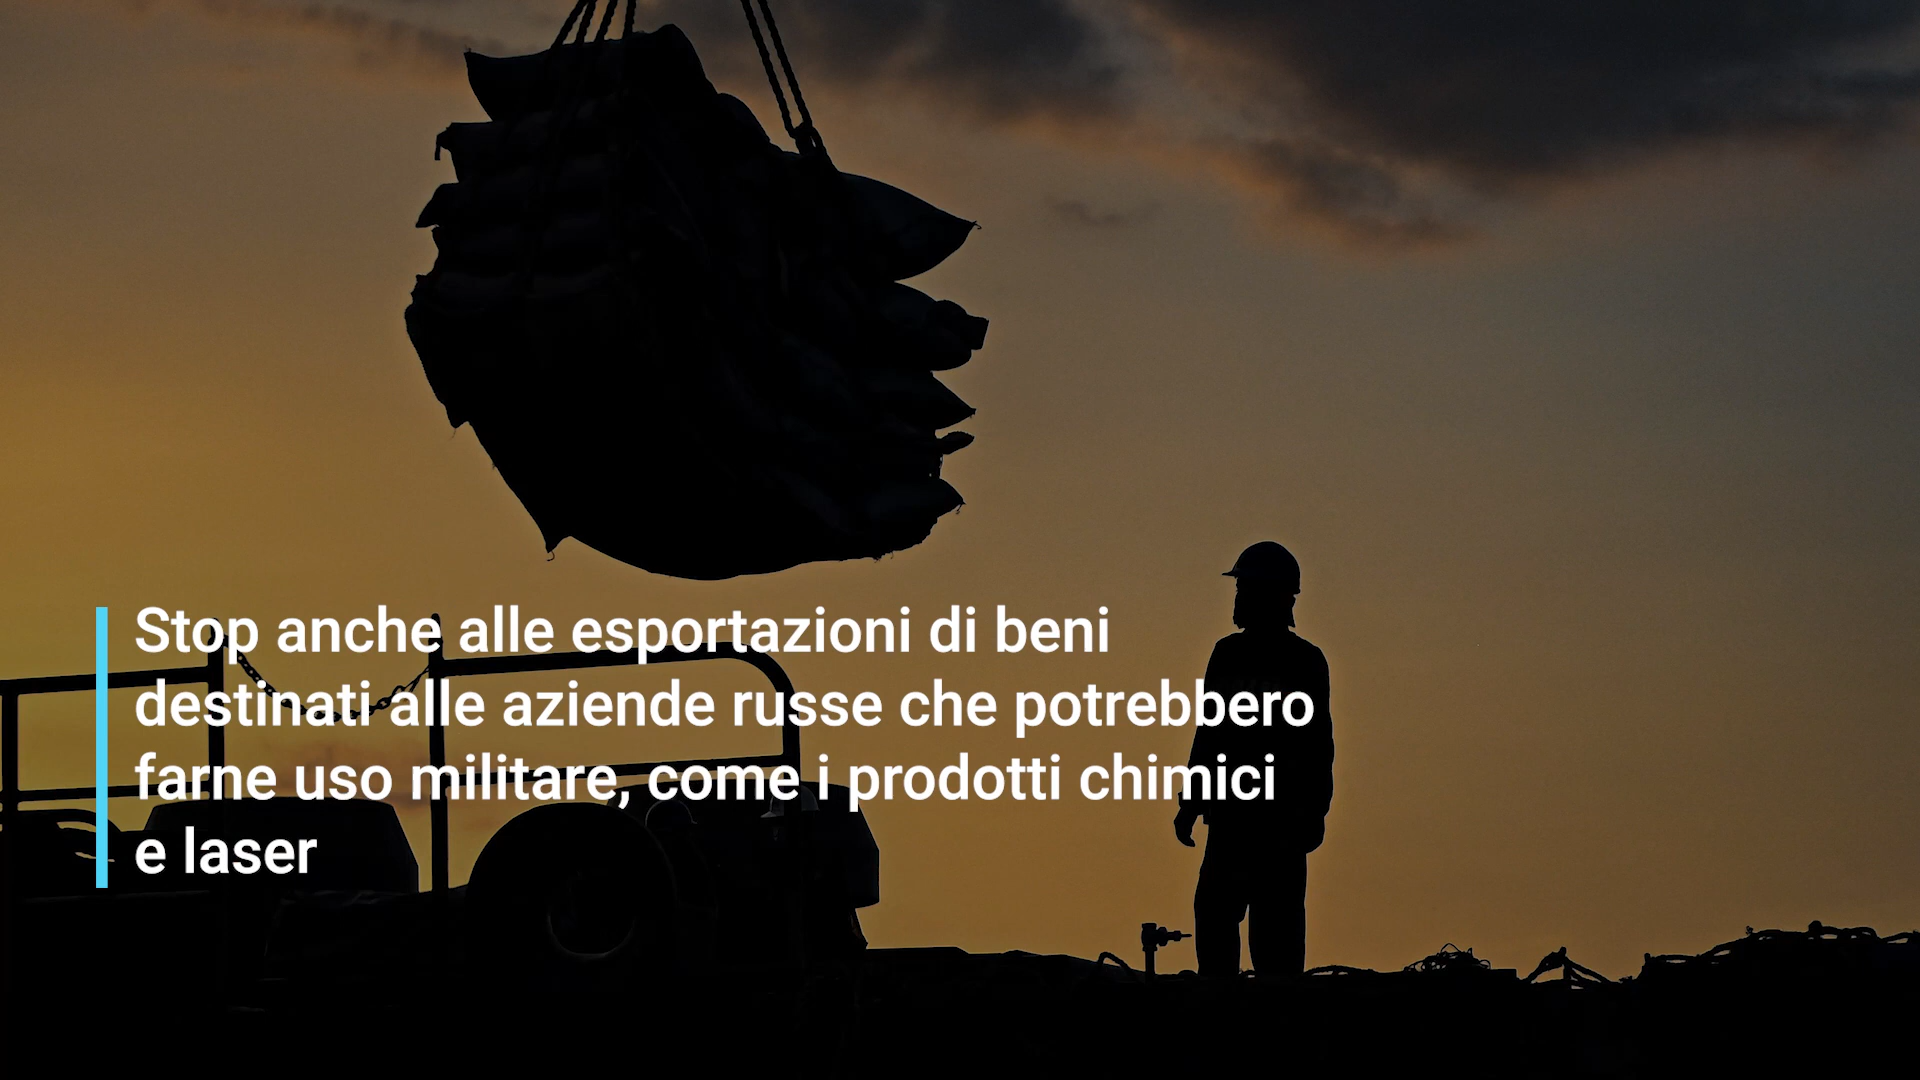 Stop anche alle esportazioni di beni
destinati alle aziende russe che potrebbero
farne uso militare, come i prodotti chimici
e laser